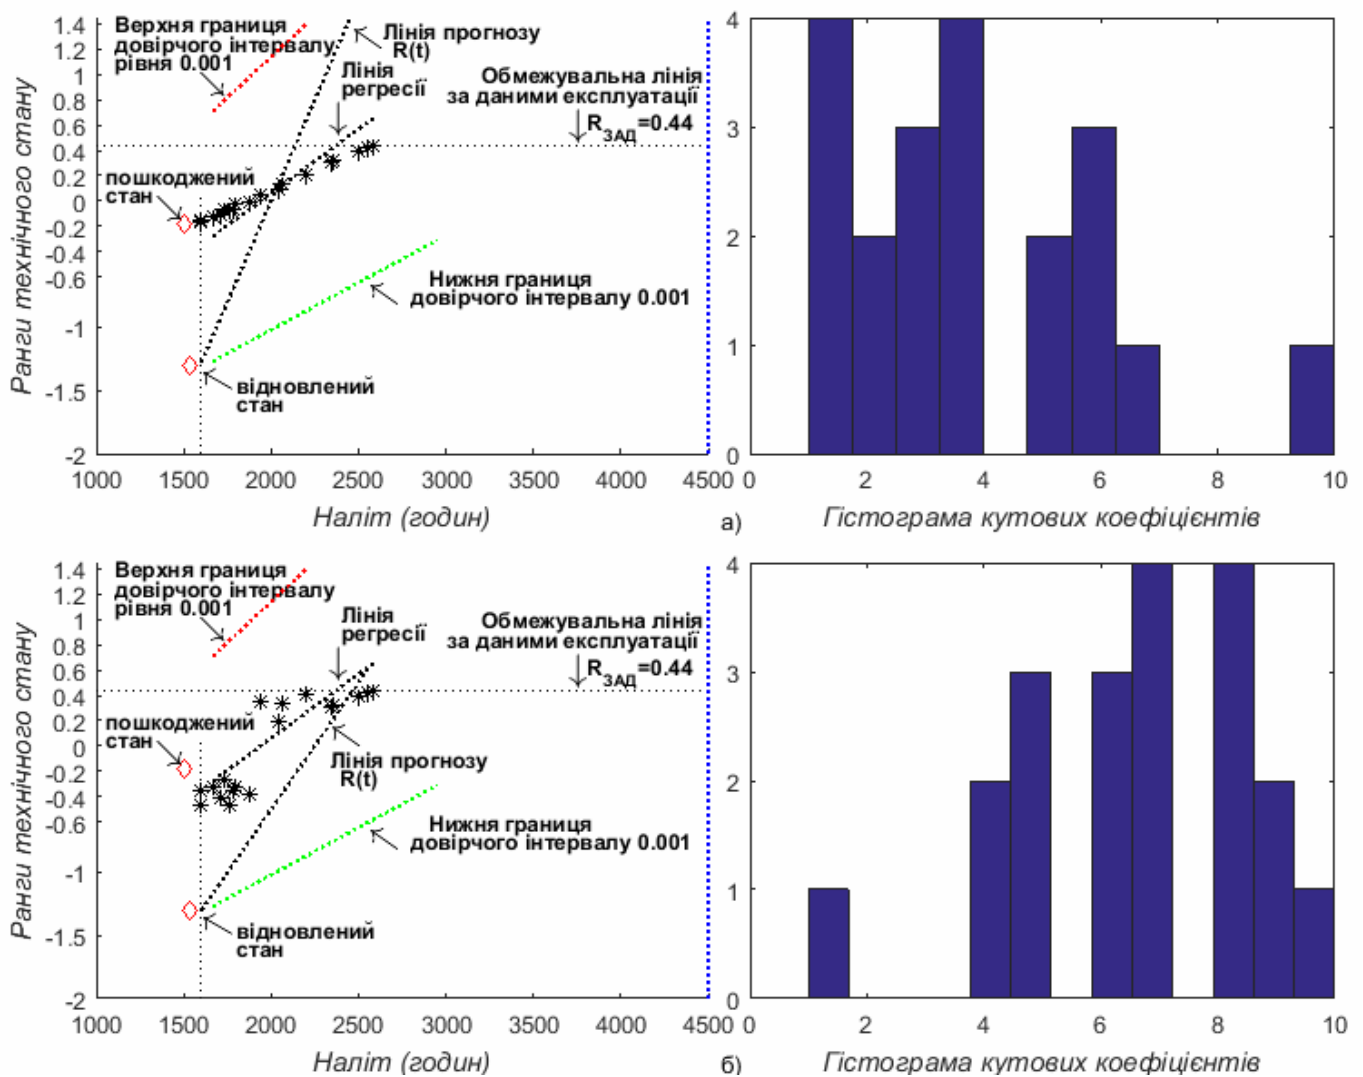 1.4
1.2
1
0.8
0.6
0.4
0.2
0
-0.2
-0.4
-0.6
-1
-1.5
-2
Ранги технічного стану
Верхня границя
довірчого інтервалу
рівня 0.001
Лінія прогнозу
R(t)
Лінія
регресії
Обмежувальна лінія
за даними експлуатації
R ЗАД =0.44
пошкоджений
стан
Нижня границя
довірчого інтервалу 0.001
відновлений
стан
1000 1500 2000 2500 3000 3500 4000 4500
Наліт (годин)
а)
4
3
2
1
0
0 2 4 6 8 10
Гістограма кутових коефіцієнтів
1.4
1.2
1
0.8
0.6
0.4
0.2
0
-0.2
-0.4
-0.6
-1
-1.5
-2
Ранги технічного стану
Верхня границя
довірчого інтервалу
рівня 0.001
Лінія
регресії
Обмежувальна лінія
за даними експлуатації
R ЗАД =0.44
пошкоджений
стан
Лінія прогнозу
R(t)
Нижня границя
довірчого інтервалу 0.001
відновлений
стан
1000 1500 2000 2500 3000 3500 4000 4500
Наліт (годин)
б)
4
3
2
1
0
0 2 4 6 8 10
Гістограма кутових коефіцієнтів